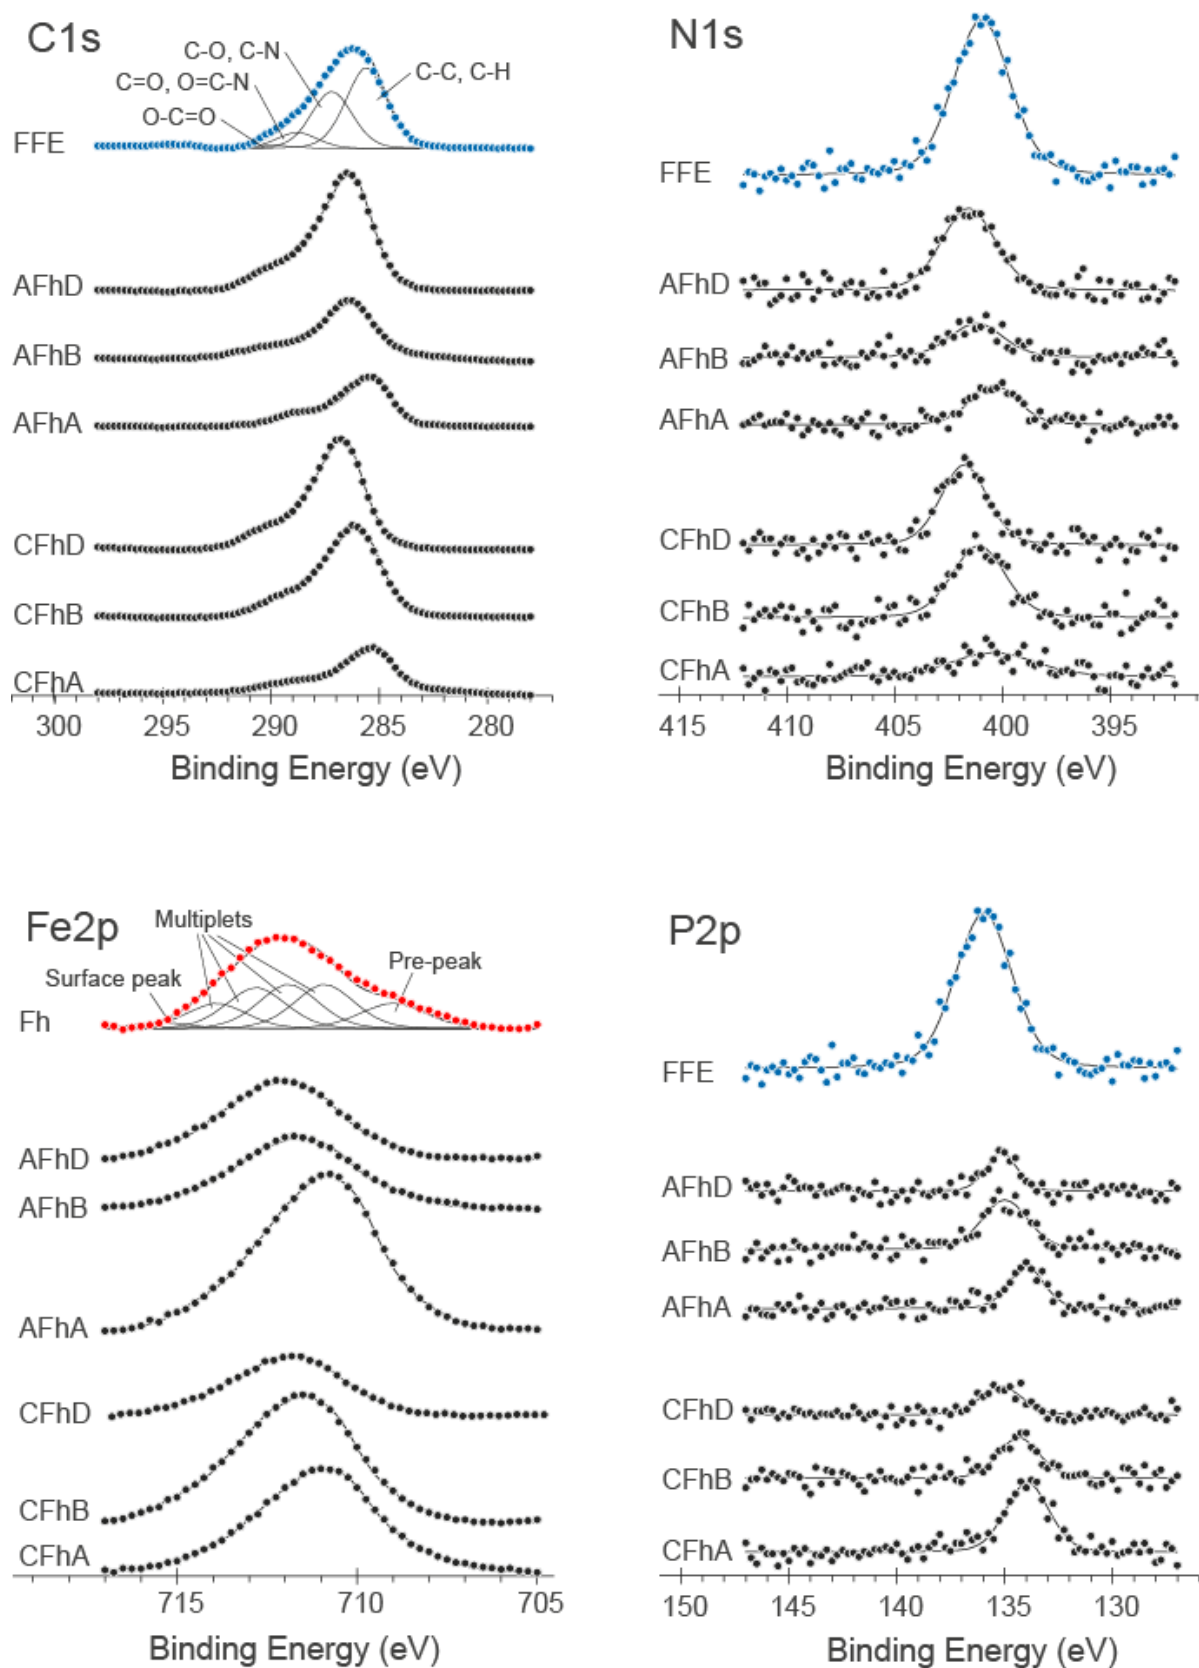 C1s
C-O, C-N
C=O, O=C-N
O-C=O
C-C, C-H
FFE
AFhD
AFhB
AFhA
CFhD
CFhB
CFhA
300 295 290 285 280
Binding Energy (eV)
N1s
FFE
AFhD
AFhB
AFhA
CFhD
CFhB
CFhA
415 410 405 400 395
Binding Energy (eV)
Fe2p
Multiplets
Surface peak
Pre-peak
Fh
AFhD
AFhB
AFhA
CFhD
CFhB
CFhA
715 710 705
Binding Energy (eV)
P2p
FFE
AFhD
AFhB
AFhA
CFhD
CFhB
CFhA
150 145 140 135 130
Binding Energy (eV)